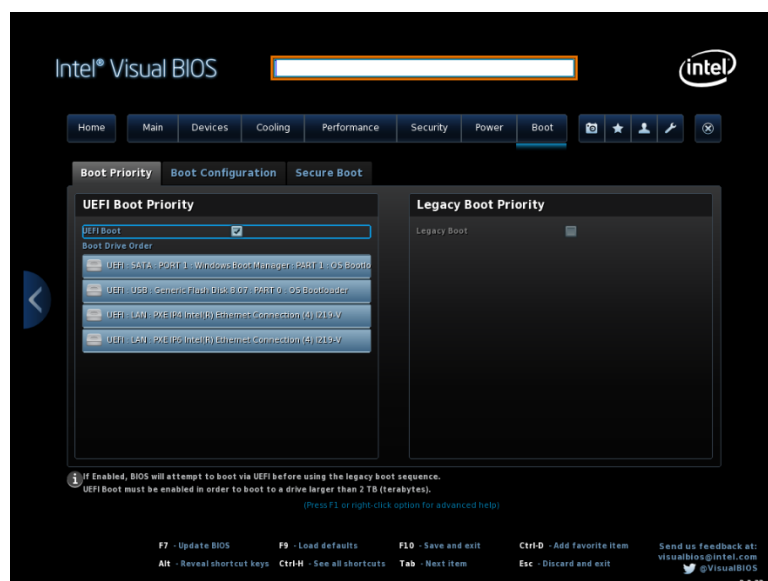 Intel® Visual BIOS
intel
Home Main Devices Cooling Performance Security Power Boot
Boot Priority Boot Configuration Secure Boot
UEFI Boot Priority
UEFI Boot
Boot Drive Order
UEFI : SATA : PORT 1 : Windows Boot Manager : PART 1 : OS Bootlo
UEFI : USB : Generic Flash Disk 8.07 : PART 0 : OS Bootloader
UEFI : LAN : PXE IP4 Intel(R) Ethernet Connection (4) I219-V
UEFI : LAN : PXE IP6 Intel(R) Ethernet Connection (4) I219-V
Legacy Boot Priority
Legacy Boot
If Enabled, BIOS will attempt to boot via UEFI before using the legacy boot sequence.
UEFI Boot must be enabled in order to boot to a drive larger than 2 TB (terabytes).
(Press F1 or right-click option for advanced help)
F7 - Update BIOS F9 - Load defaults F10 - Save and exit Ctrl-D - Add favorite item
Alt - Reveal shortcut keys Ctrl-H - See all shortcuts Tab - Next item Esc - Discard and exit
Send us feedback at:
visualbios@intel.com
@VisualBIOS